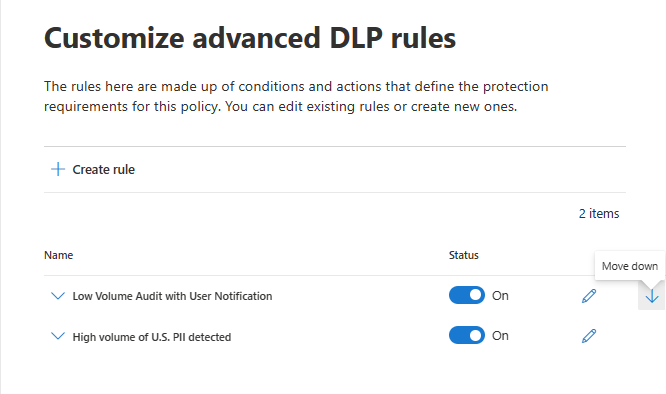 Customize advanced DLP rules
The rules here are made up of conditions and actions that define the protection
requirements for this policy. You can edit existing rules or create new ones.
Create rule
2 items
Name Status
Move down
Low Volume Audit with User Notification On
High volume of U.S. PII detected On